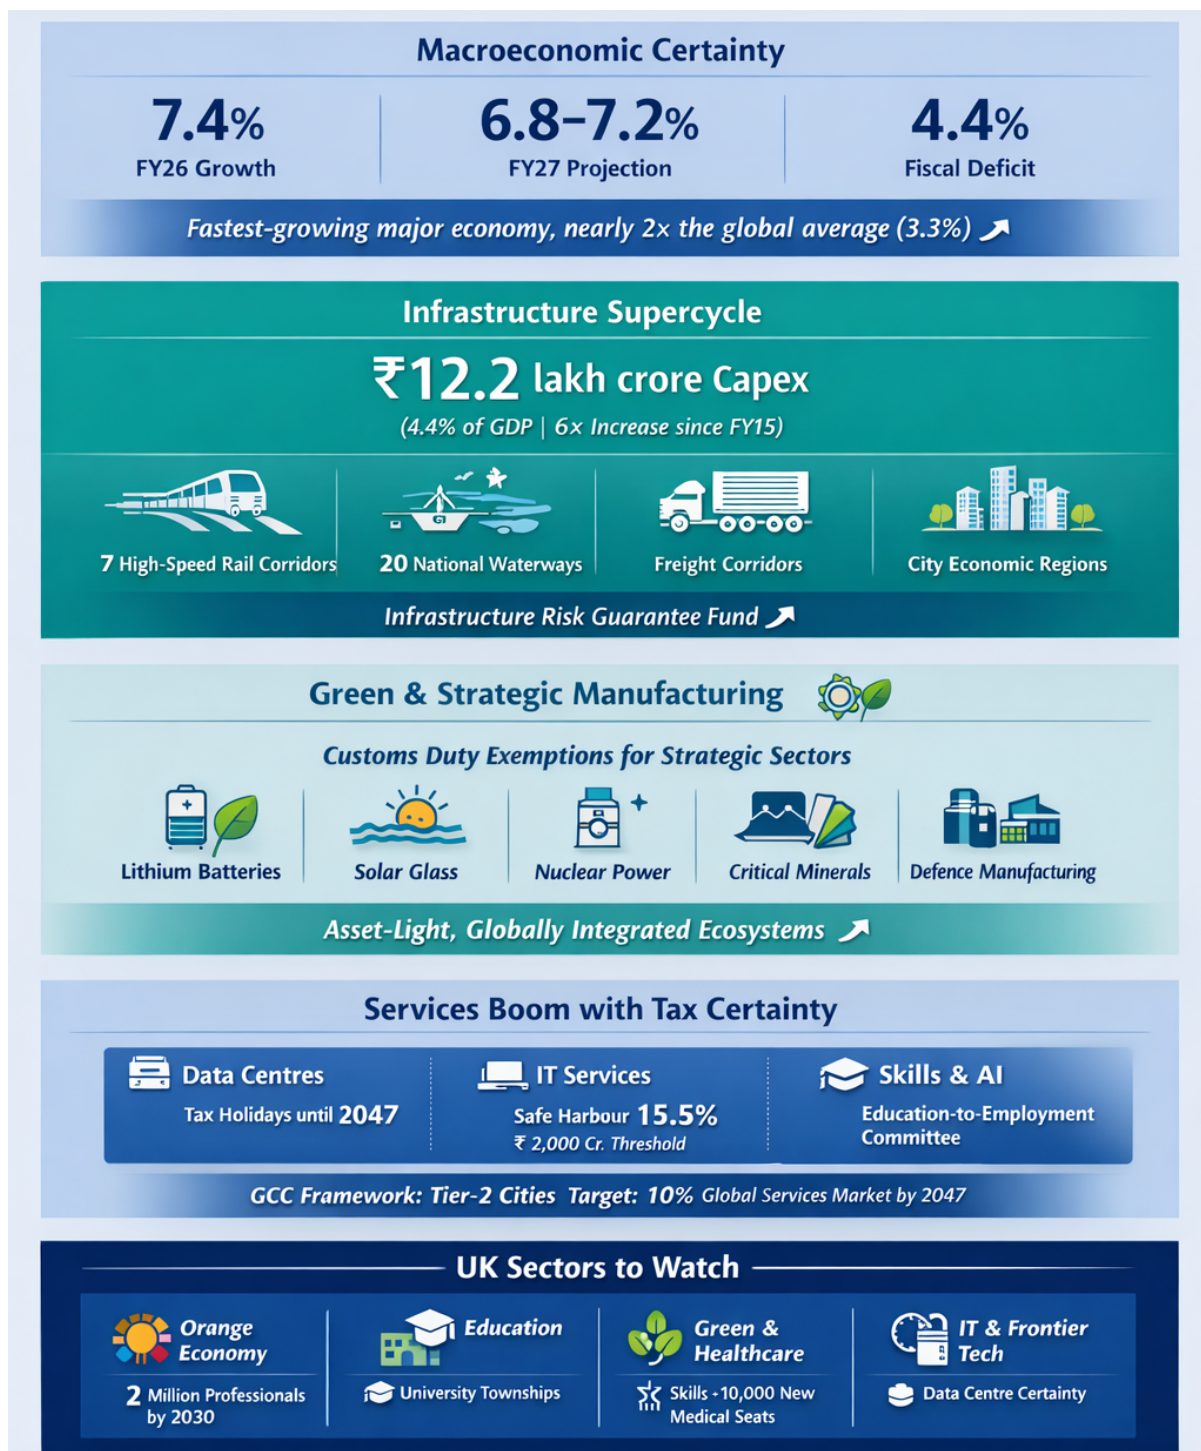 Macroeconomic Certainty
7.4%
FY26 Growth
6.8–7.2%
FY27 Projection
4.4%
Fiscal Deficit
Fastest-growing major economy, nearly 2x the global average (3.3%)
Infrastructure Supercycle
₹12.2 lakh crore Capex
(4.4% of GDP | 6x Increase since FY15)
7 High-Speed Rail Corridors
20 National Waterways
Freight Corridors
City Economic Regions
Infrastructure Risk Guarantee Fund
Green & Strategic Manufacturing
Customs Duty Exemptions for Strategic Sectors
Lithium Batteries
Solar Glass
Nuclear Power
Critical Minerals
Defence Manufacturing
Asset-Light, Globally Integrated Ecosystems
Services Boom with Tax Certainty
Data Centres
Tax Holidays until 2047
IT Services
Safe Harbour 15.5%
₹ 2,000 Cr. Threshold
Skills & AI
Education-to-Employment
Committee
GCC Framework: Tier-2 Cities Target: 10% Global Services Market by 2047
UK Sectors to Watch
Orange
Economy
2 Million Professionals
by 2030
Education
University Townships
Green &
Healthcare
Skills -10,000 New
Medical Seats
IT & Frontier
Tech
Data Centre Certainty